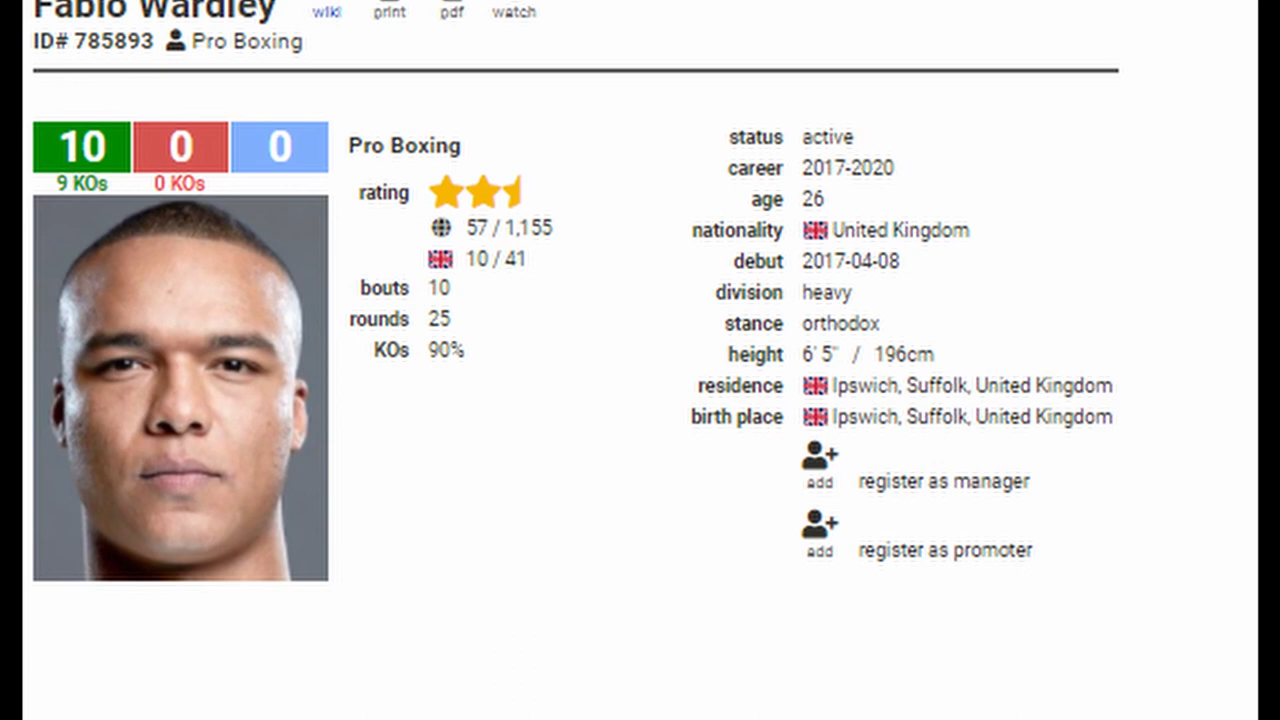 Fabio Wardley
wiki print pdf watch
ID# 785893 Pro Boxing
10 0 0
9 KOs 0 KOs
Pro Boxing
rating
57 / 1,155
10 / 41
bouts 10
rounds 25
KOs 90%
status active
career 2017-2020
age 26
nationality United Kingdom
debut 2017-04-08
division heavy
stance orthodox
height 6' 5" / 196cm
residence Ipswich, Suffolk, United Kingdom
birth place Ipswich, Suffolk, United Kingdom
add register as manager
add register as promoter